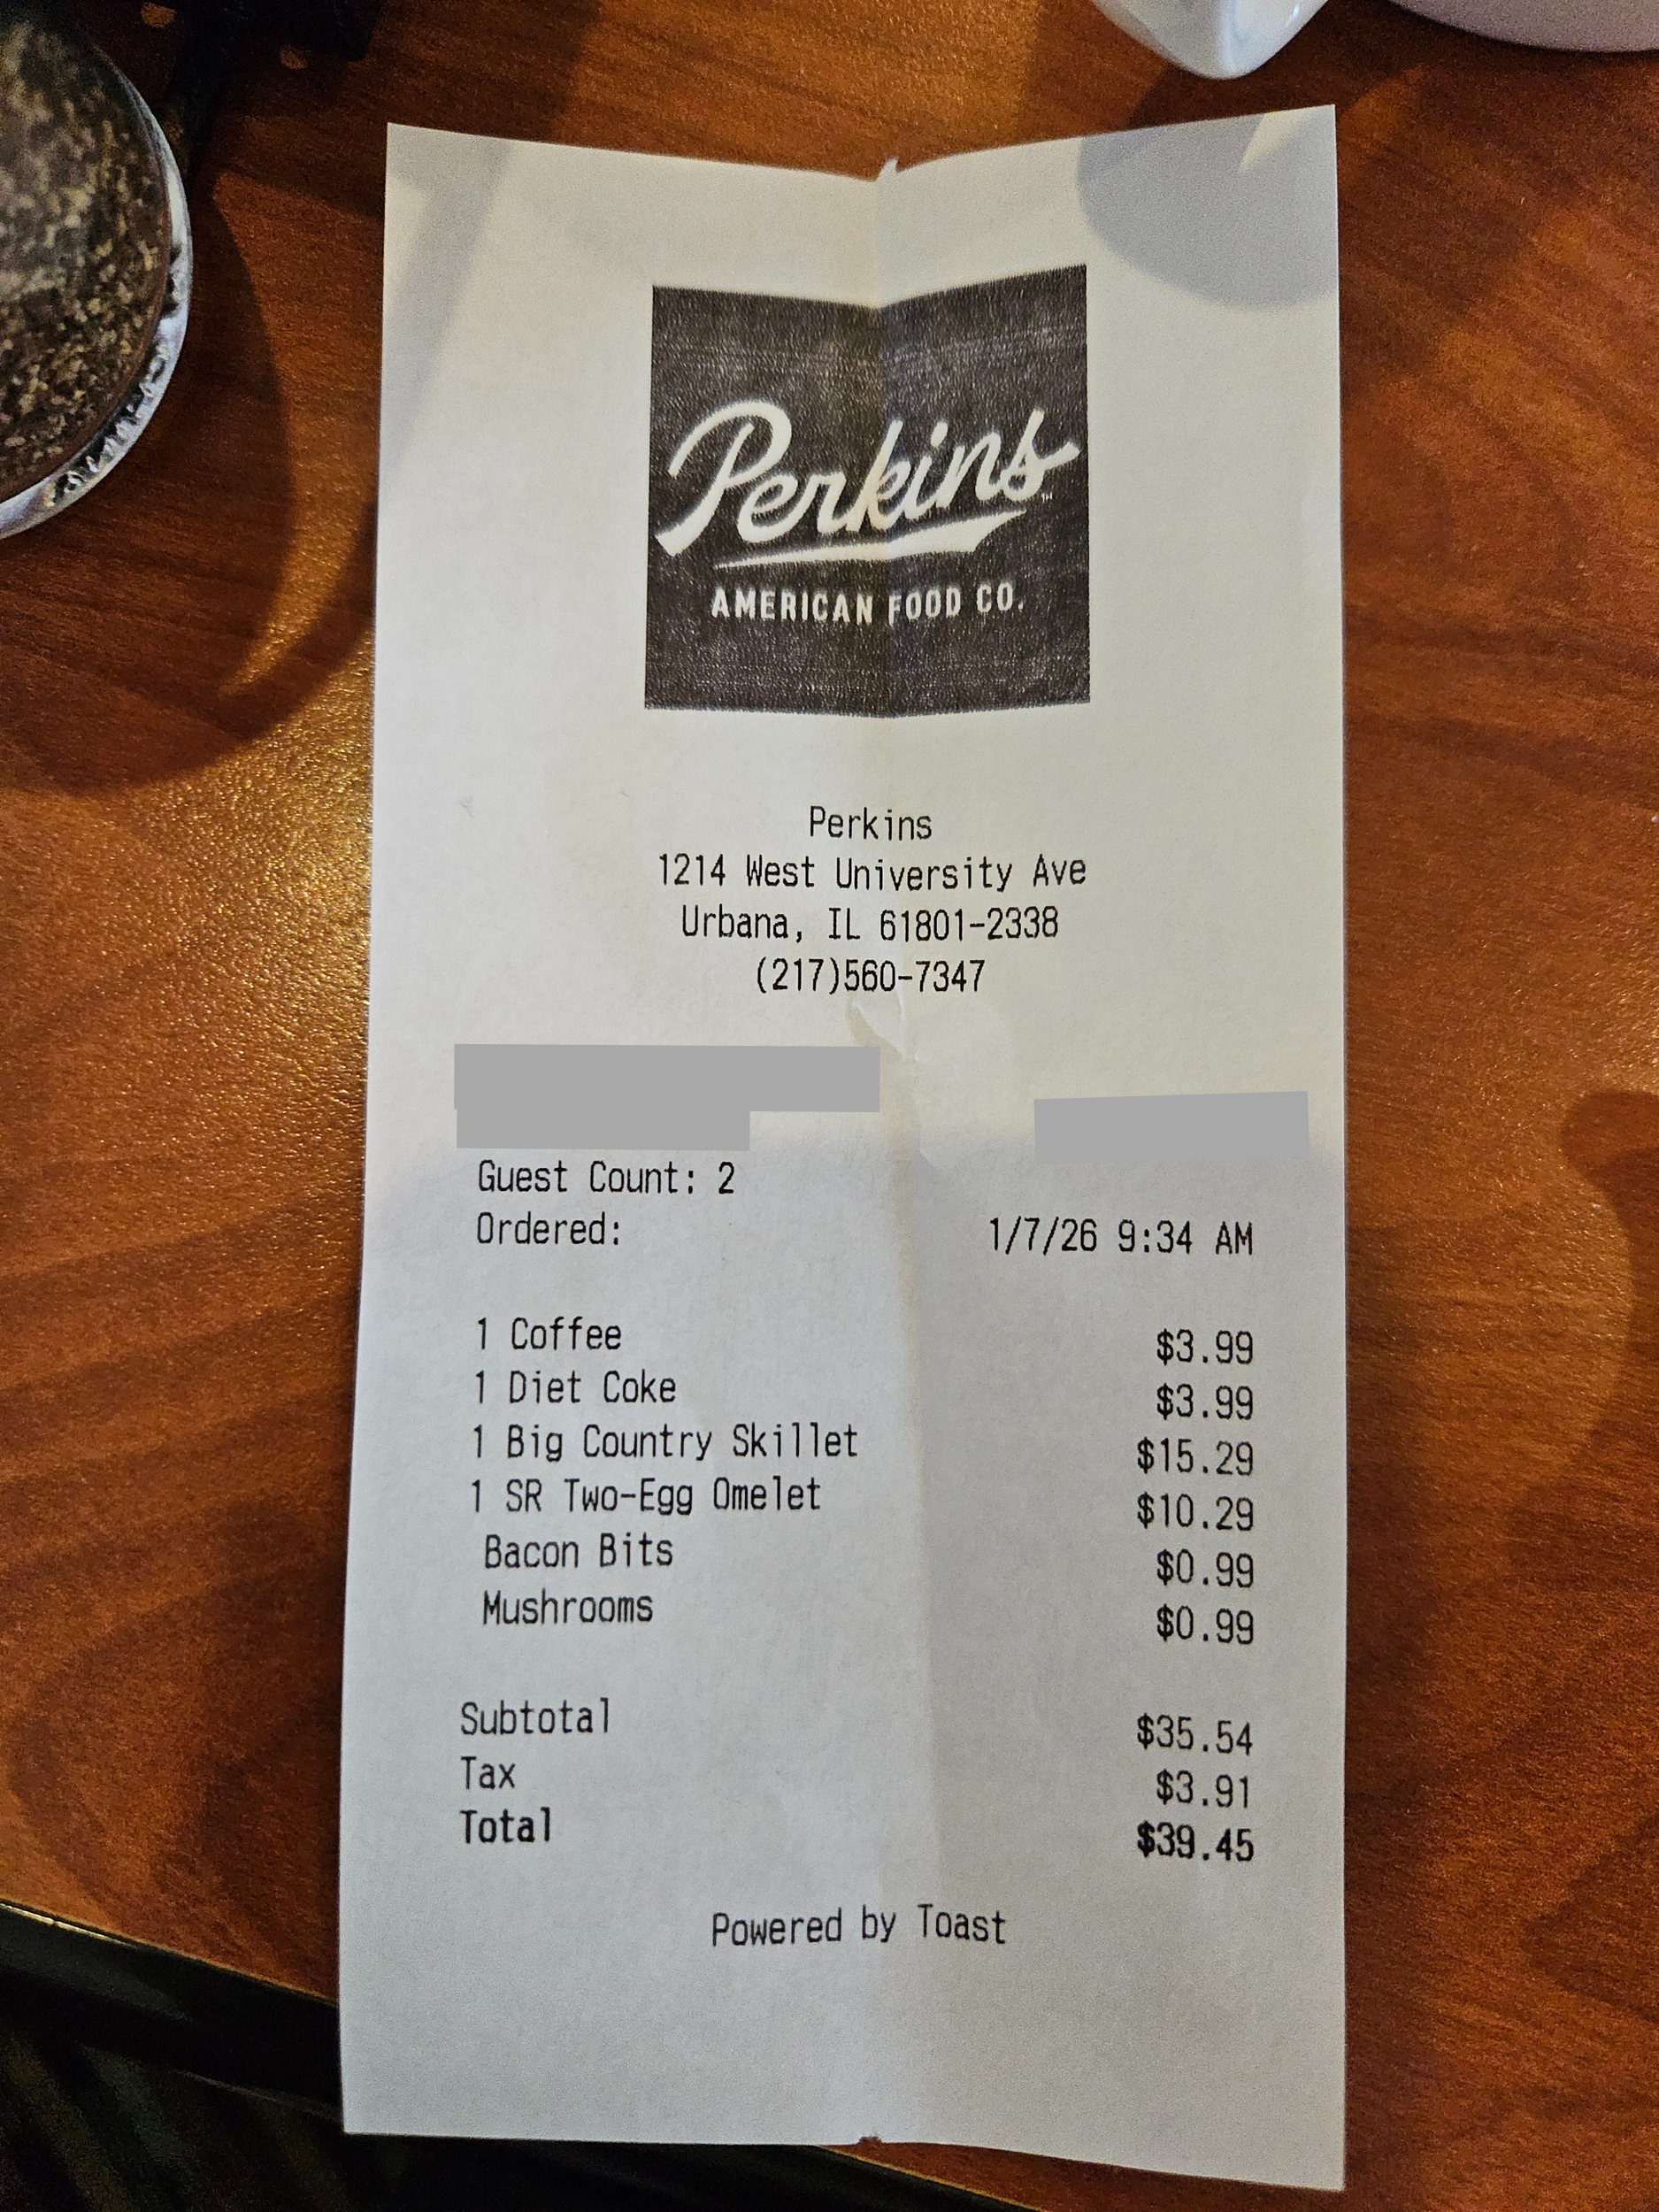 Perkins™
AMERICAN FOOD CO.
Perkins
1214 West University Ave
Urbana, IL 61801-2338
(217)560-7347
Guest Count: 2
Ordered: 1/7/26 9:34 AM
1 Coffee $3.99
1 Diet Coke $3.99
1 Big Country Skillet $15.29
1 SR Two-Egg Omelet $10.29
Bacon Bits $0.99
Mushrooms $0.99
Subtotal $35.54
Tax $3.91
Total $39.45
Powered by Toast